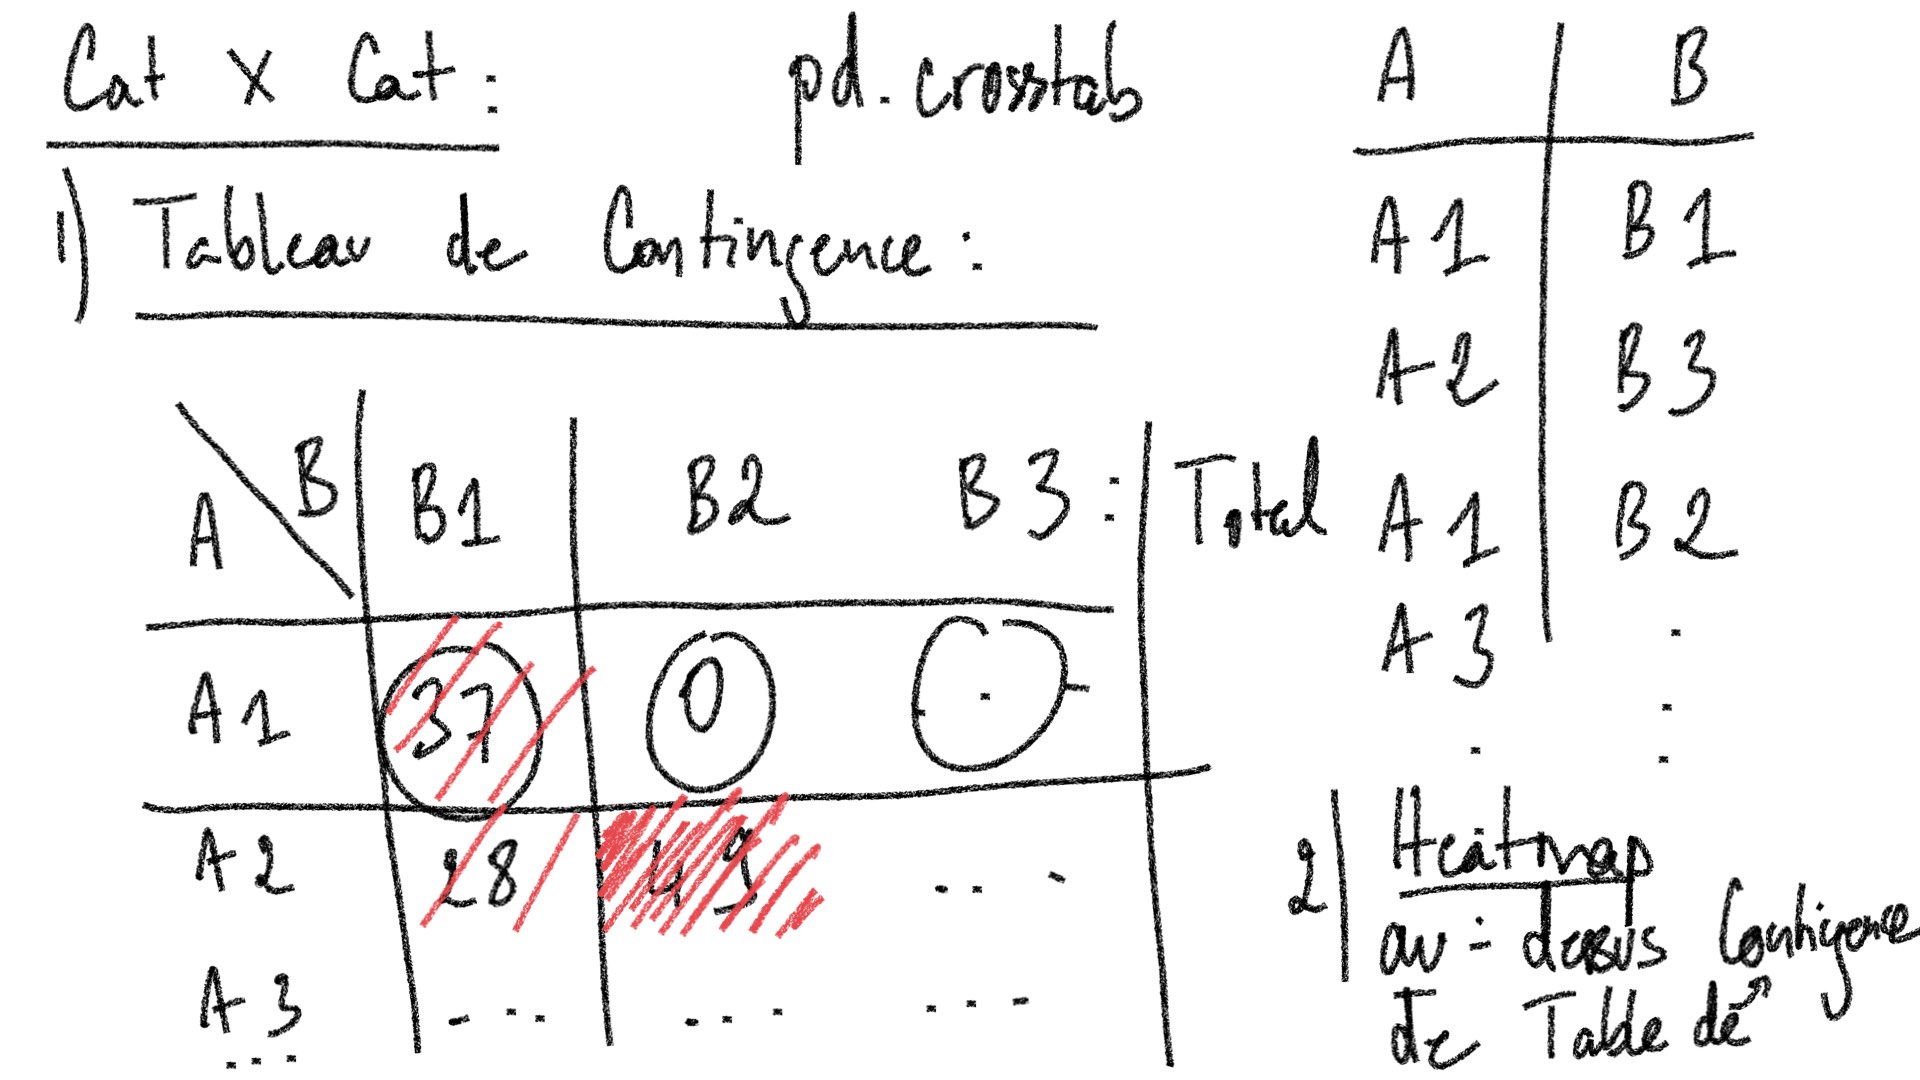 Cat X Cat : pd.crosstab
1) Tableau de Contingence :
A \ B B1 B2 B3 : Total
A1 37 0 .
A2 28 49 ...
A3 ... ... ...
...
A B
A1 B1
A2 B3
A1 B2
A3 .
. .
.
2) Heatmap
au-dessus Contigence
de Table de ↗